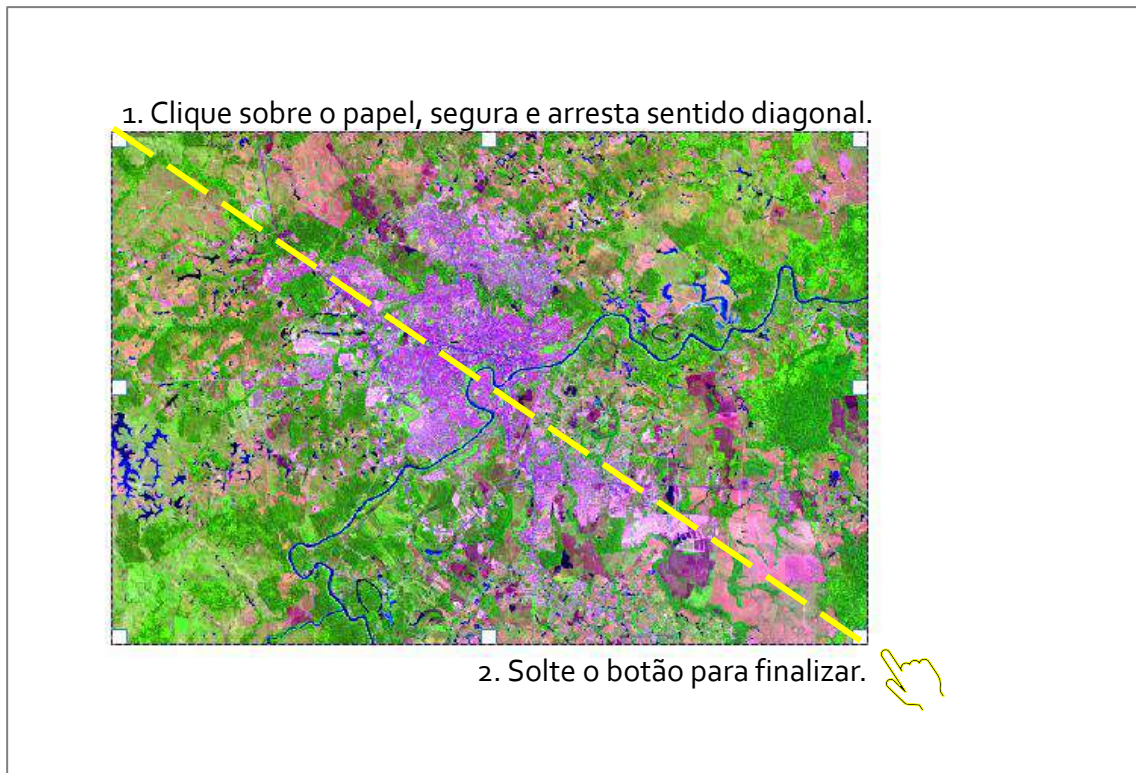 1. Clique sobre o papel, segura e arresta sentido diagonal.
2. Solte o botão para finalizar.